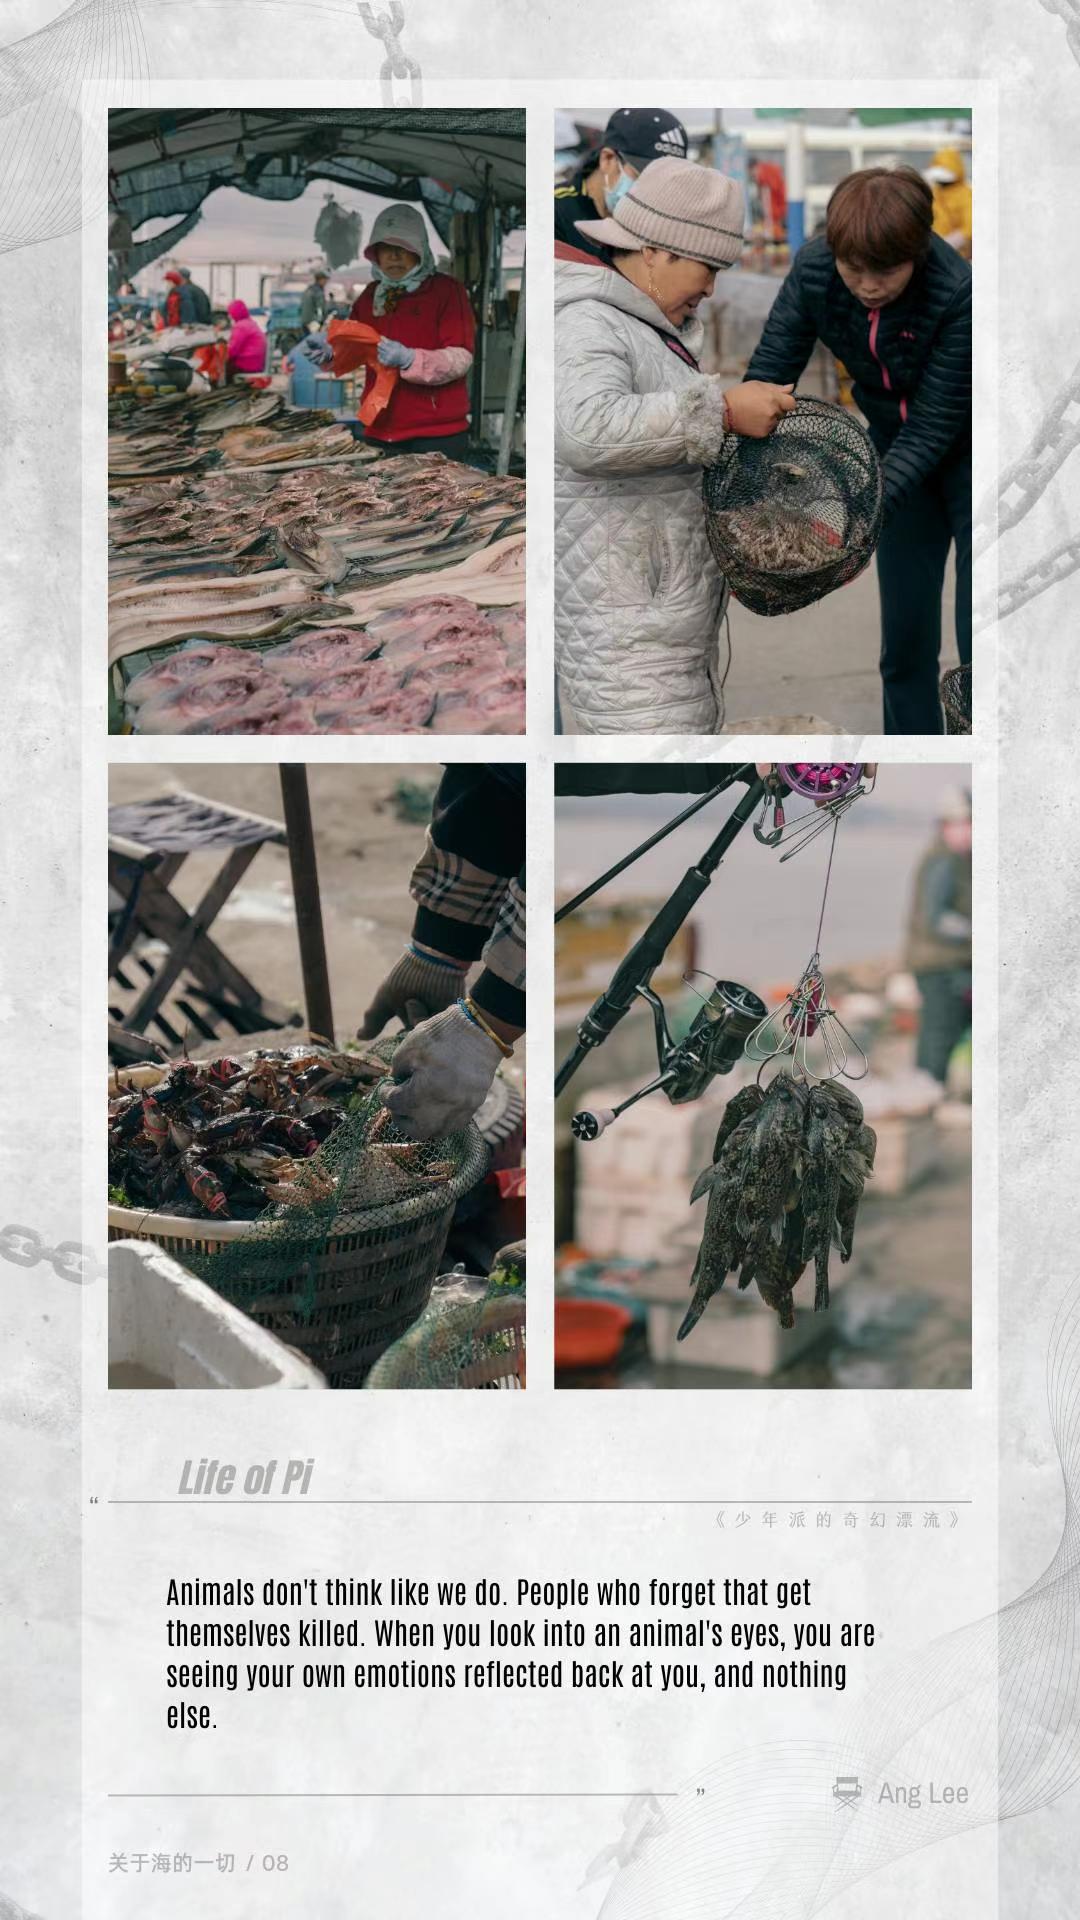 adidas
Life of Pi
“
《少年派的奇幻漂流》
Animals don't think like we do. People who forget that get
themselves killed. When you look into an animal's eyes, you are
seeing your own emotions reflected back at you, and nothing
else.
”
Ang Lee
关于海的一切 / 08